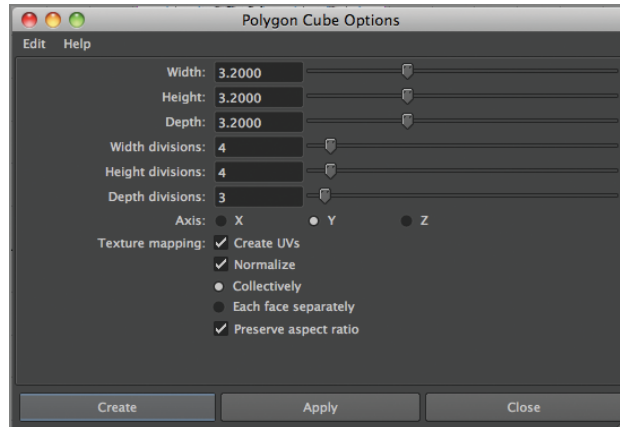 Polygon Cube Options
Edit Help
Width: 3.2000
Height: 3.2000
Depth: 3.2000
Width divisions: 4
Height divisions: 4
Depth divisions: 3
Axis: X Y Z
Texture mapping: Create UVs
Normalize
Collectively
Each face separately
Preserve aspect ratio
Create Apply Close